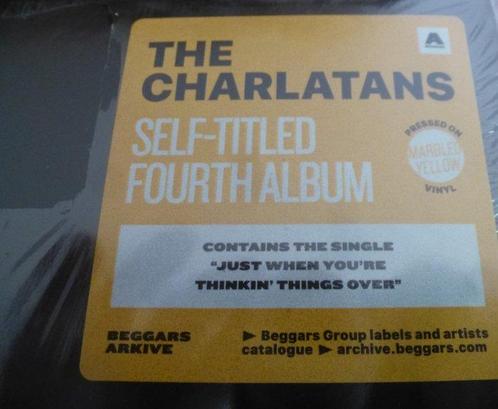 THE
CHARLATANS
A
SELF-TITLED
FOURTH ALBUM
PRESSED ON
MARBLED
YELLOW
VINYL
CONTAINS THE SINGLE
"JUST WHEN YOU'RE
THINKIN' THINGS OVER"
BEGGARS
ARKIVE
► Beggars Group labels and artists
catalogue ► archive.beggars.com